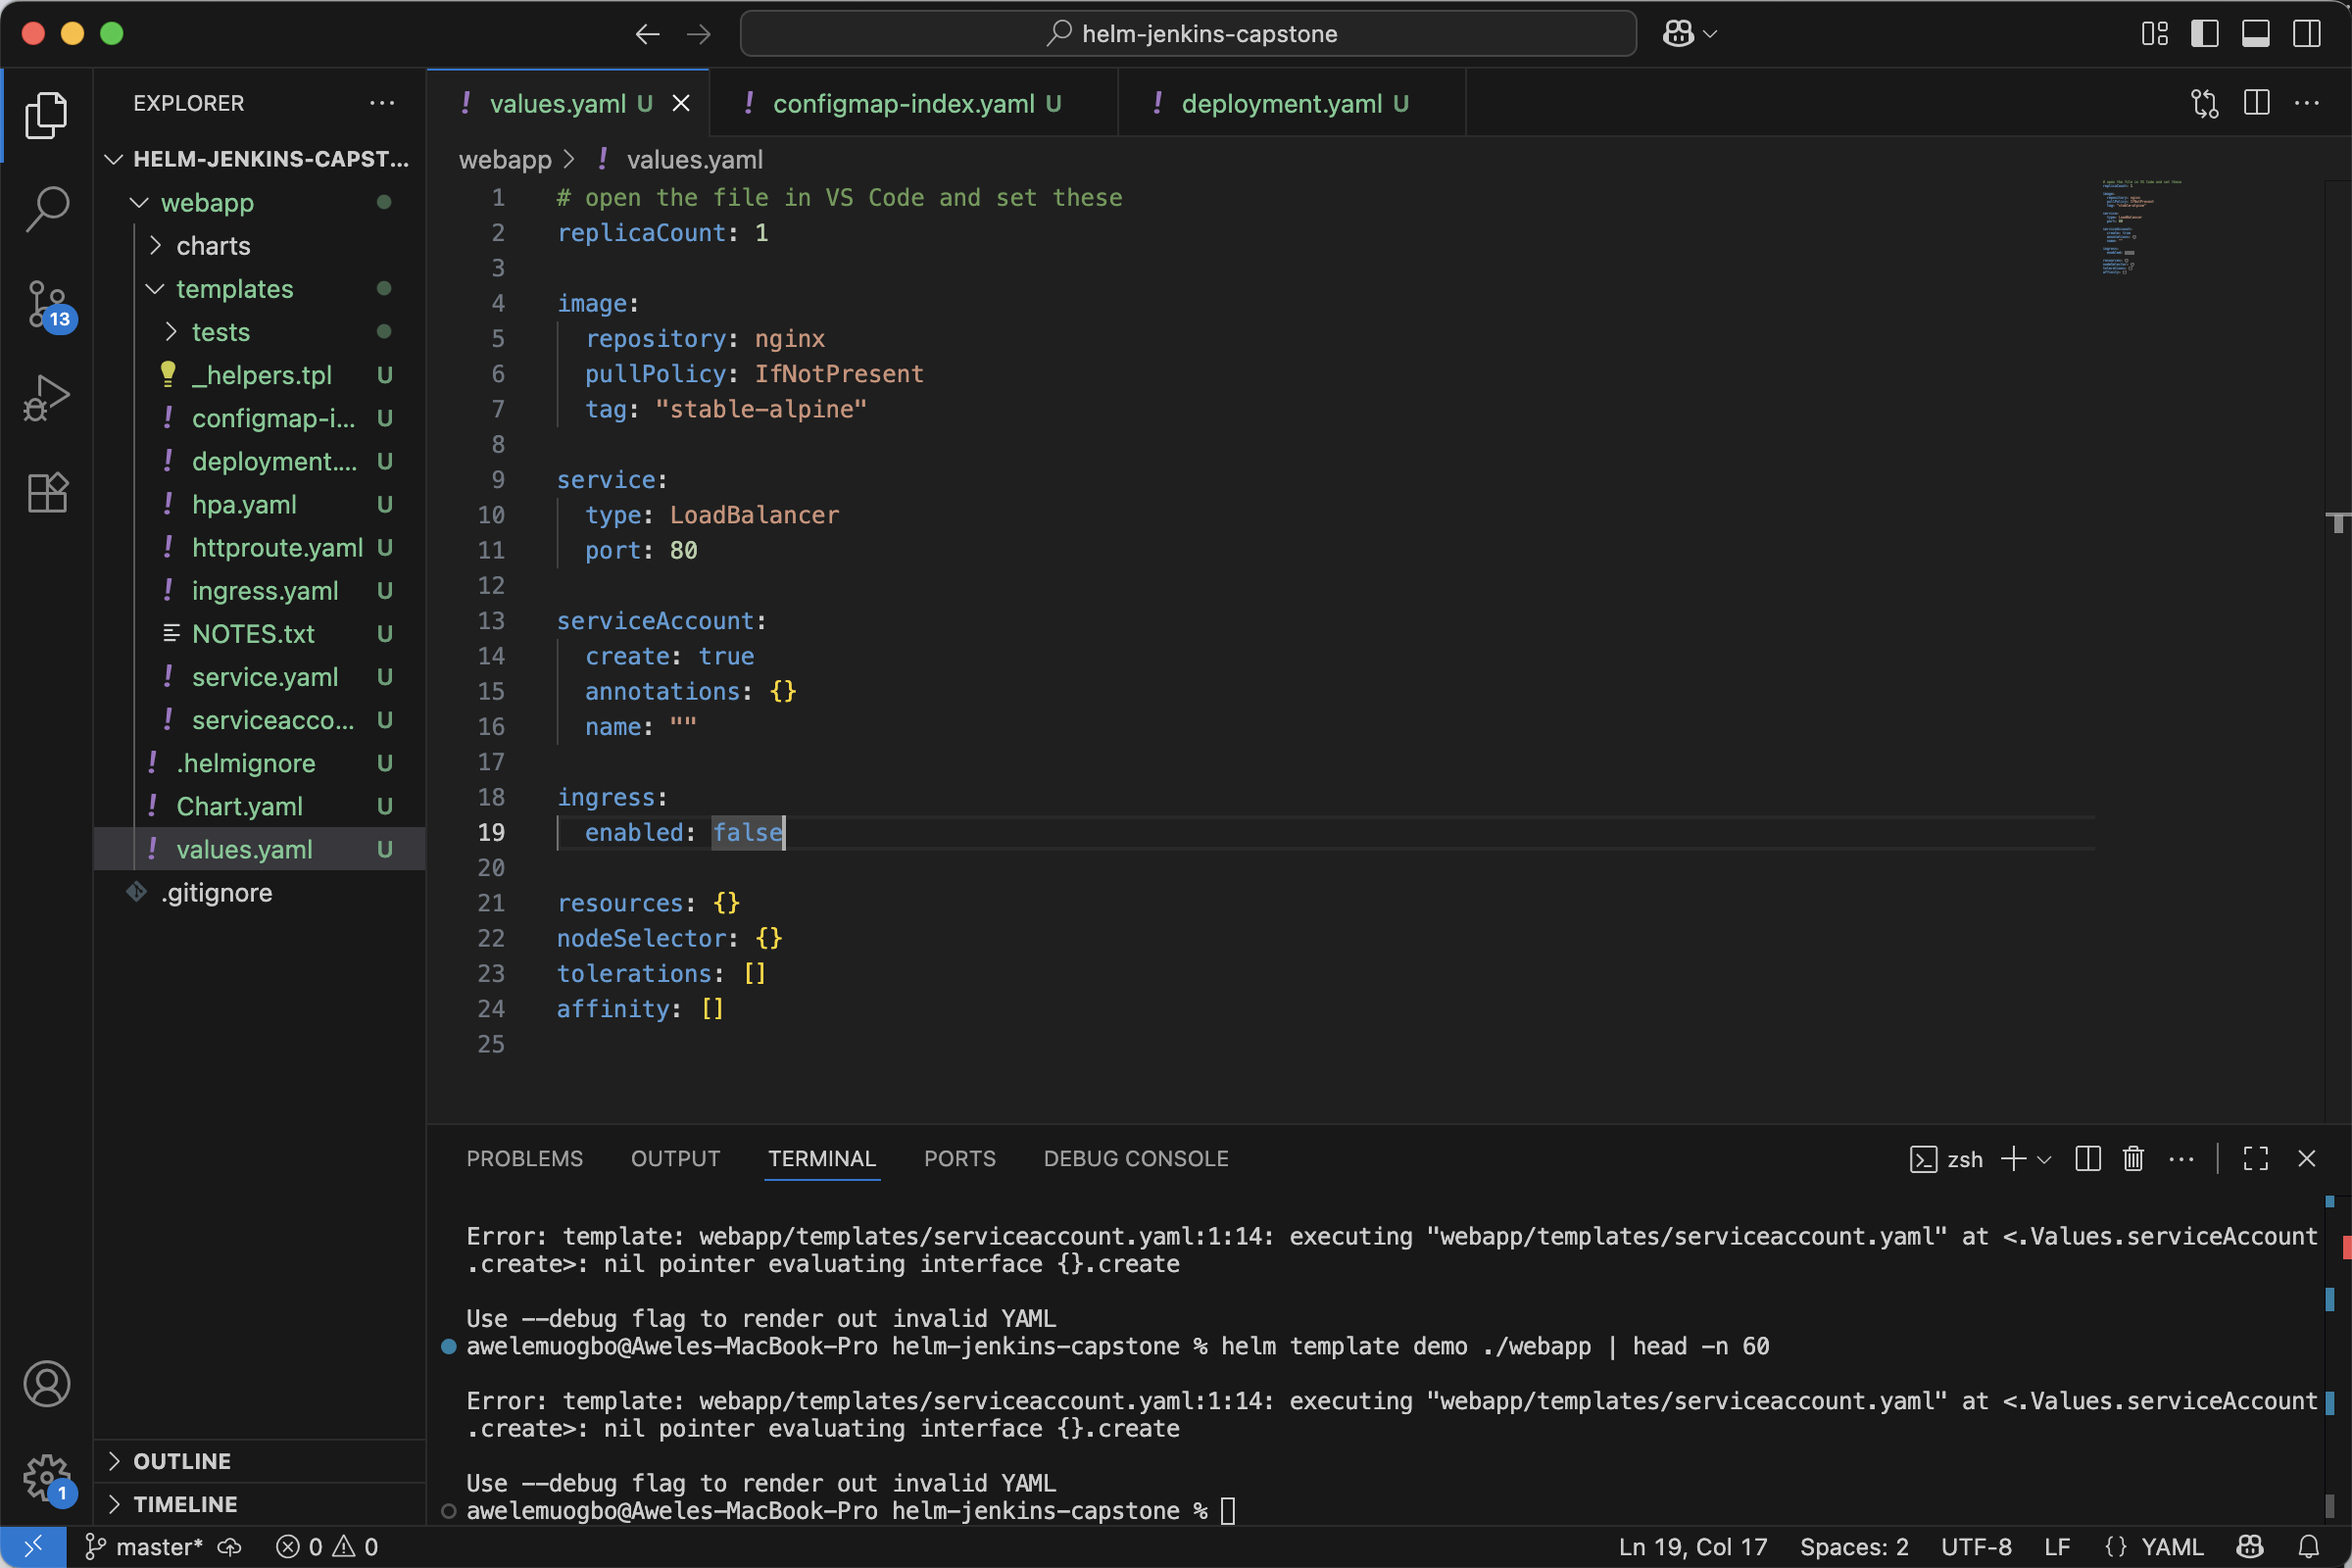 helm-jenkins-capstone
EXPLORER
HELM-JENKINS-CAPST...
webapp
charts
templates
tests
_helpers.tpl U
configmap-i... U
deployment.... U
hpa.yaml U
httproute.yaml U
ingress.yaml U
NOTES.txt U
service.yaml U
serviceacco... U
.helmignore U
Chart.yaml U
values.yaml U
.gitignore
OUTLINE
TIMELINE
13
1
values.yaml U
configmap-index.yaml U
deployment.yaml U
webapp > ! values.yaml
1 # open the file in VS Code and set these
2 replicaCount: 1
3
4 image:
5 repository: nginx
6 pullPolicy: IfNotPresent
7 tag: "stable-alpine"
8
9 service:
10 type: LoadBalancer
11 port: 80
12
13 serviceAccount:
14 create: true
15 annotations: {}
16 name: ""
17
18 ingress:
19 enabled: false
20
21 resources: {}
22 nodeSelector: {}
23 tolerations: []
24 affinity: []
25
PROBLEMS OUTPUT TERMINAL PORTS DEBUG CONSOLE
zsh
Error: template: webapp/templates/serviceaccount.yaml:1:14: executing "webapp/templates/serviceaccount.yaml" at <.Values.serviceAccount
.create>: nil pointer evaluating interface {}.create
Use --debug flag to render out invalid YAML
awelemuogbo@Aweles-MacBook-Pro helm-jenkins-capstone % helm template demo ./webapp | head -n 60
Error: template: webapp/templates/serviceaccount.yaml:1:14: executing "webapp/templates/serviceaccount.yaml" at <.Values.serviceAccount
.create>: nil pointer evaluating interface {}.create
Use --debug flag to render out invalid YAML
awelemuogbo@Aweles-MacBook-Pro helm-jenkins-capstone %
master* 0 0 Ln 19, Col 17 Spaces: 2 UTF-8 LF {} YAML